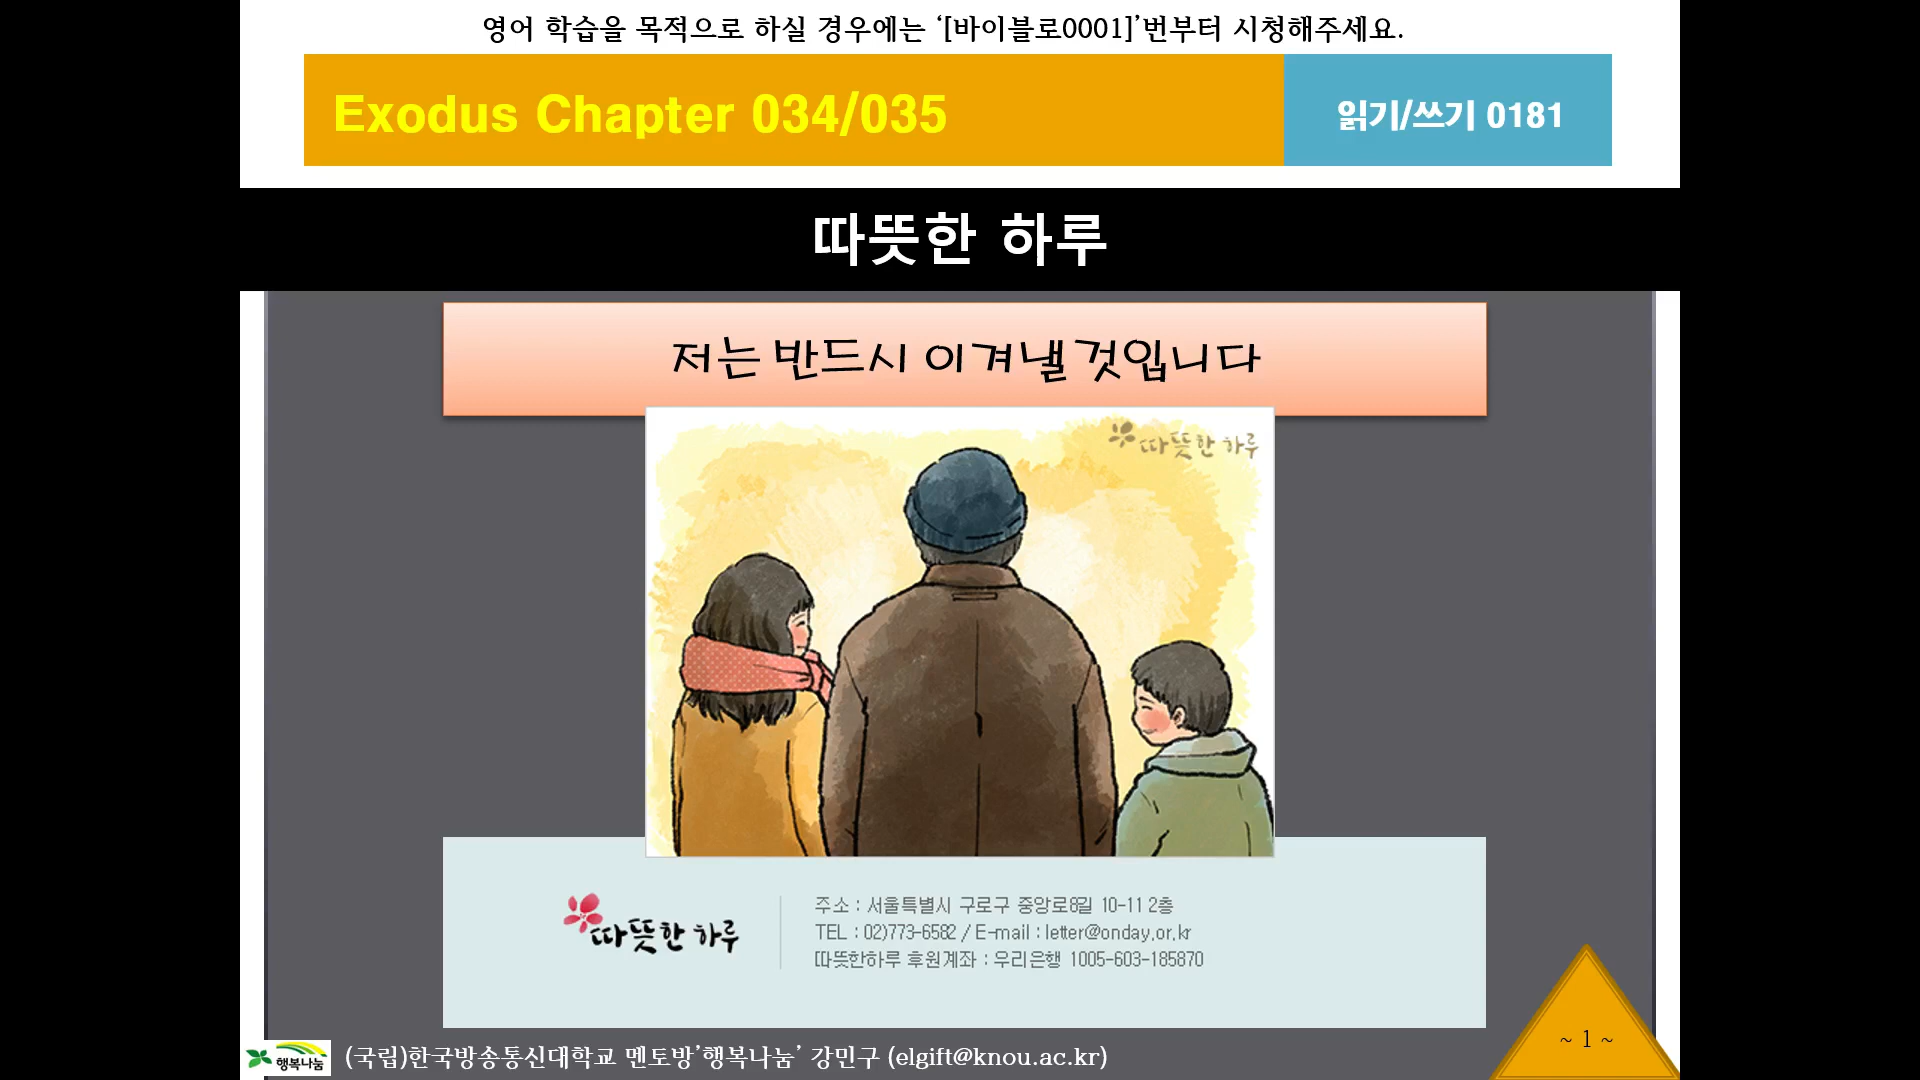 영어 학습을 목적으로 하실 경우에는 ‘[바이블로0001]’번부터 시청해주세요.
Exodus Chapter 034/035
읽기/쓰기 0181
따뜻한 하루
저는 반드시 이겨낼 것입니다
따뜻한 하루
따뜻한 하루
주소 : 서울특별시 구로구 중앙로8길 10-11 2층
TEL : 02)773-6582 / E-mail : letter@onday.or.kr
따뜻한하루 후원계좌 : 우리은행 1005-603-185870
~ 1 ~
행복나눔
(국립)한국방송통신대학교 멘토방’행복나눔’ 강민구 (elgift@knou.ac.kr)